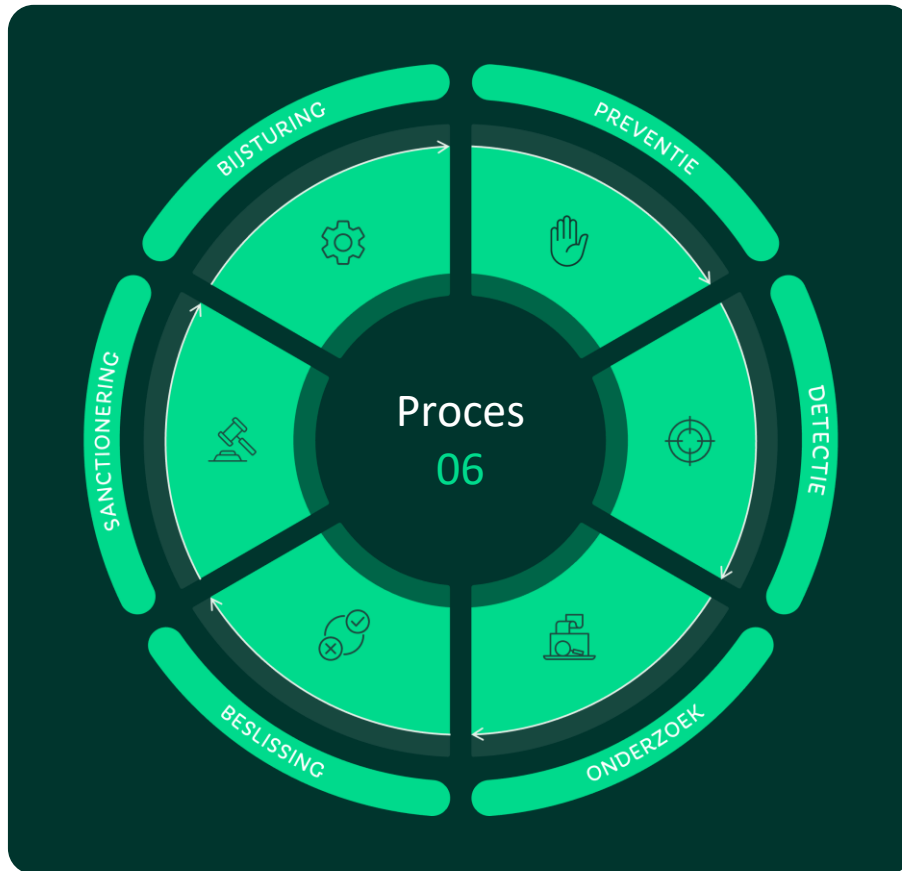 PREVENTIE
DETECTIE
ONDERZOEK
BESLISSING
SANCTIONERING
BIJSTURING
Proces
06